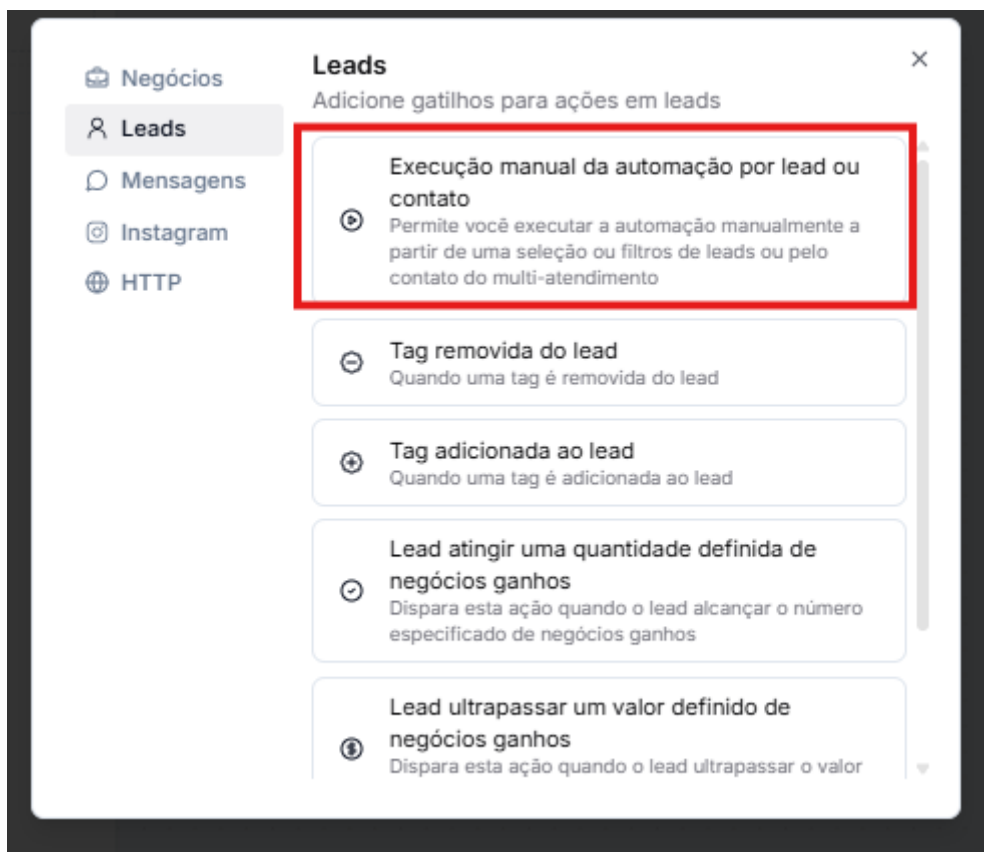 Negócios
Leads
Mensagens
Instagram
HTTP
Leads
Adicione gatilhos para ações em leads
Execução manual da automação por lead ou
contato
Permite você executar a automação manualmente a
partir de uma seleção ou filtros de leads ou pelo
contato do multi-atendimento
Tag removida do lead
Quando uma tag é removida do lead
Tag adicionada ao lead
Quando uma tag é adicionada ao lead
Lead atingir uma quantidade definida de
negócios ganhos
Dispara esta ação quando o lead alcançar o número
especificado de negócios ganhos
Lead ultrapassar um valor definido de
negócios ganhos
Dispara esta ação quando o lead ultrapassar o valor